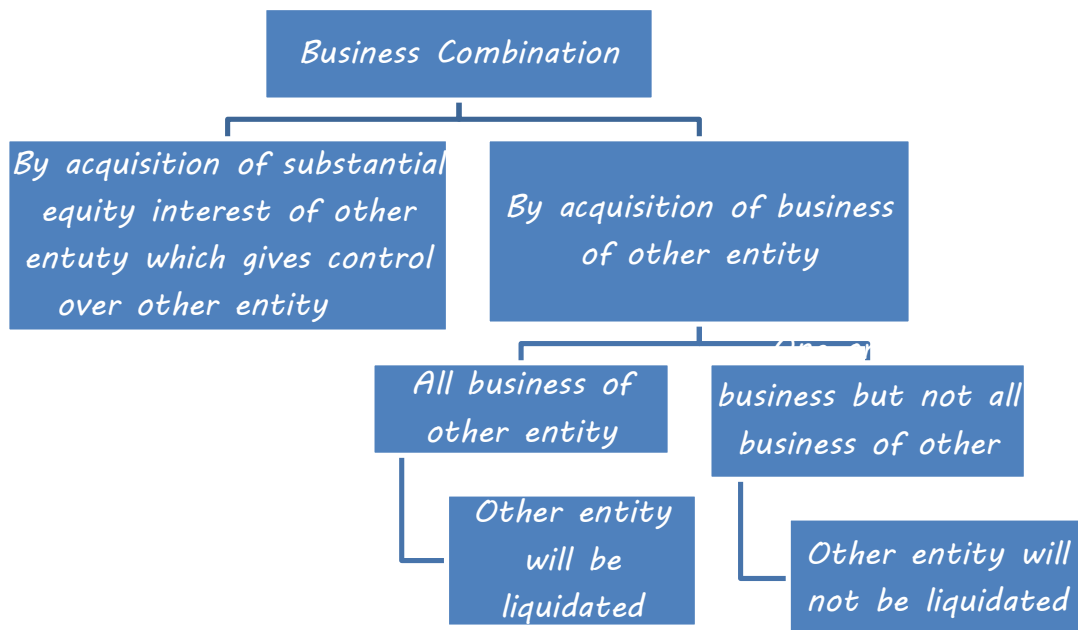 Business Combination
By acquisition of substantial
equity interest of other
entuty which gives control
over other entity
By acquisition of business
of other entity
All business of
other entity
business but not all
business of other
Other entity
will be
liquidated
Other entity will
not be liquidated